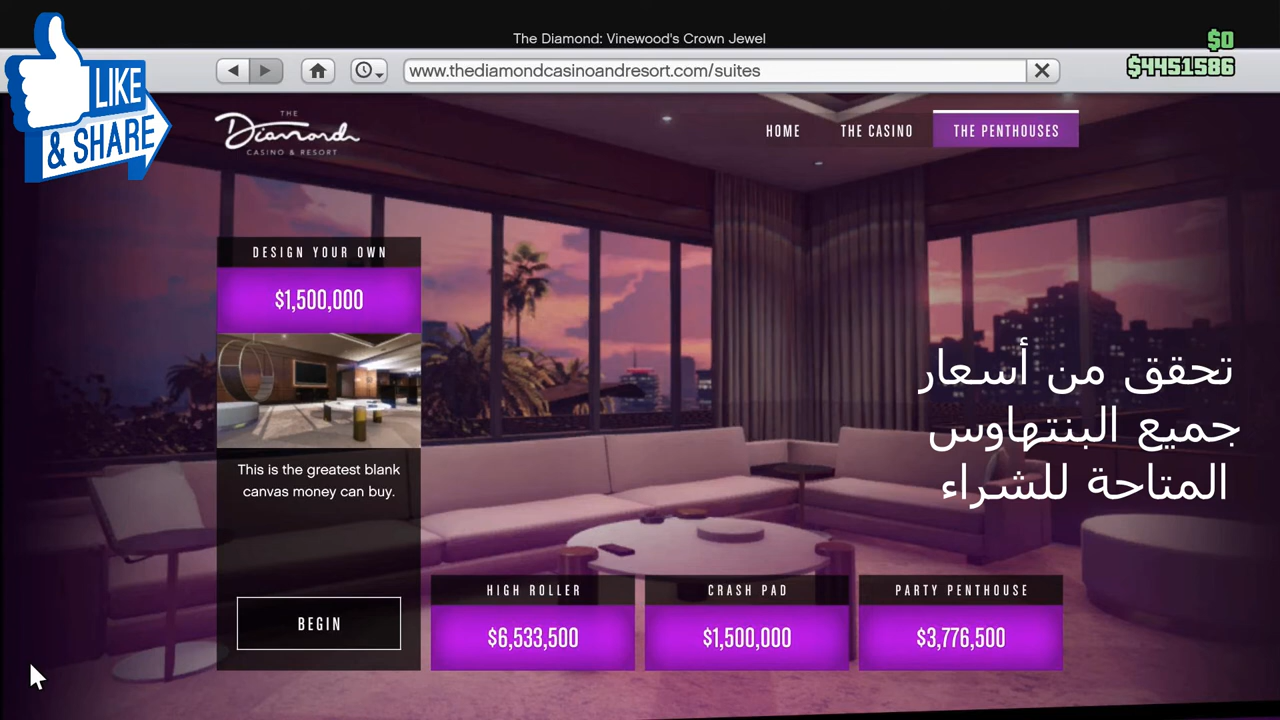 The Diamond: Vinewood's Crown Jewel
$0
$4451586
LIKE
& SHARE
www.thediamondcasinoandresort.com/suites
THE
Diamond
CASINO & RESORT
HOME
THE CASINO
THE PENTHOUSES
DESIGN YOUR OWN
$1,500,000
This is the greatest blank
canvas money can buy.
BEGIN
تحقق من أسعار
جميع البنتهاوس
المتاحة للشراء
HIGH ROLLER
$6,533,500
CRASH PAD
$1,500,000
PARTY PENTHOUSE
$3,776,500